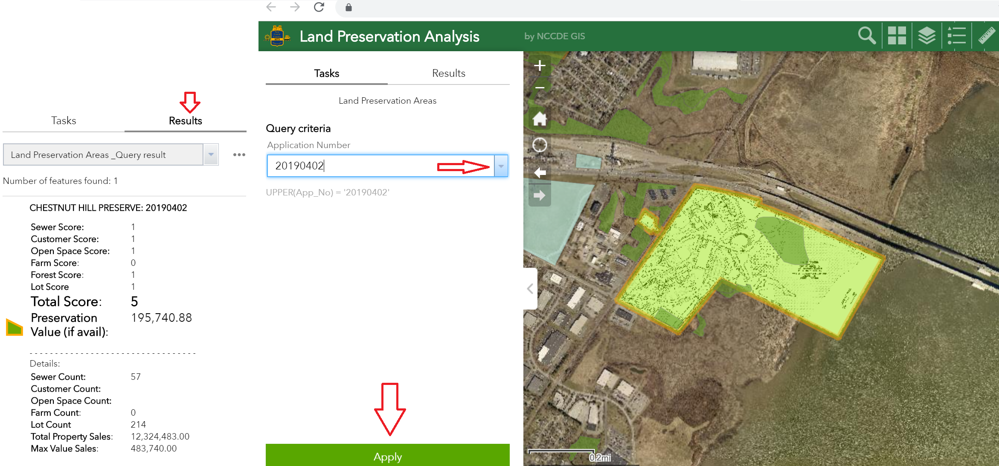 Tasks
Results
Land Preservation Areas _Query result
Number of features found: 1
CHESTNUT HILL PRESERVE: 20190402
Sewer Score: 1
Customer Score: 1
Open Space Score: 1
Farm Score: 0
Forest Score: 1
Lot Score 1
Total Score: 5
Preservation 195,740.88
Value (if avail):
- - - - - - - - - - - - - - - - - - - - - - - - - - - - - - - - -
Details:
Sewer Count: 57
Customer Count:
Open Space Count:
Farm Count: 0
Lot Count 214
Total Property Sales: 12,324,483.00
Max Value Sales: 483,740.00
Land Preservation Analysis
by NCCDE GIS
Tasks
Results
Land Preservation Areas
Query criteria
Application Number
20190402
UPPER(App_No) = '20190402'
Apply
0.2mi